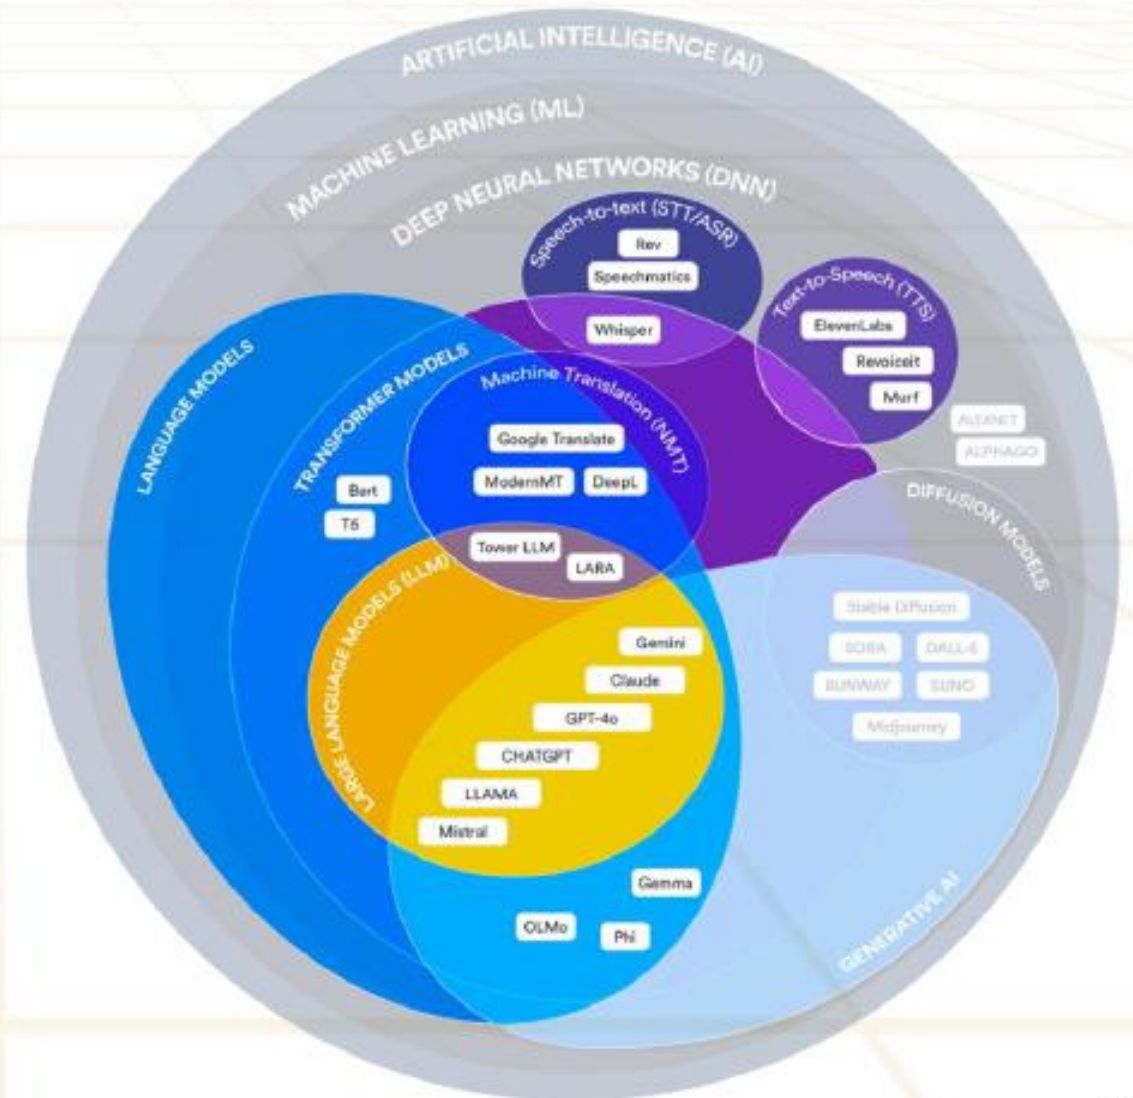 ARTIFICIAL INTELLIGENCE (AI)
MACHINE LEARNING (ML)
DEEP NEURAL NETWORKS (DNN)
Speech-to-text (STT/ASR)
Rev
Speechmatics
Whisper
Text-to-Speech (TTS)
ElevenLabs
Revoiceit
Murf
ALEXNET
ALPHAGO
LANGUAGE MODELS
TRANSFORMER MODELS
Bert
T5
Machine Translation (NMT)
Google Translate
ModernMT
DeepL
Tower LLM
LARA
LARGE LANGUAGE MODELS (LLM)
Gemini
Claude
GPT-4o
CHATGPT
LLAMA
Mistral
Gemma
OLMo
Phi
DIFFUSION MODELS
Stable Diffusion
SORA
DALL-E
RUNWAY
SUNO
Midjourney
GENERATIVE AI